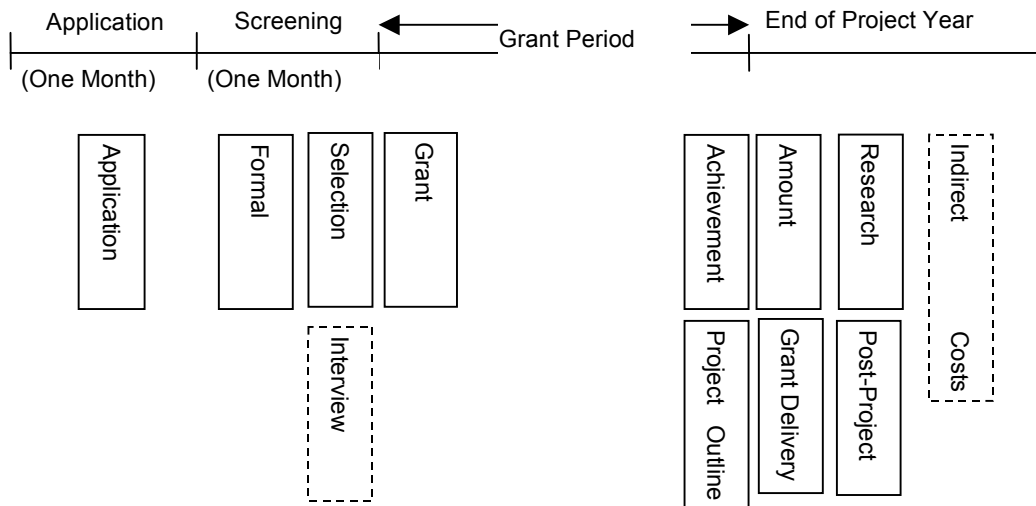 Application
Screening
Grant Period
End of Project Year
(One Month)
(One Month)
Application
Formal
Selection
Grant
Achievement
Amount
Research
Indirect Costs
Interview
Project Outline
Grant Delivery
Post-Project